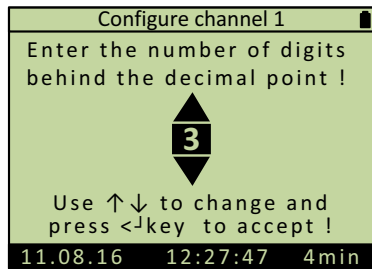 Configure channel 1
Enter the number of digits
behind the decimal point !
3
Use ↑↓ to change and
press <┘key to accept !
11.08.16 12:27:47 4min